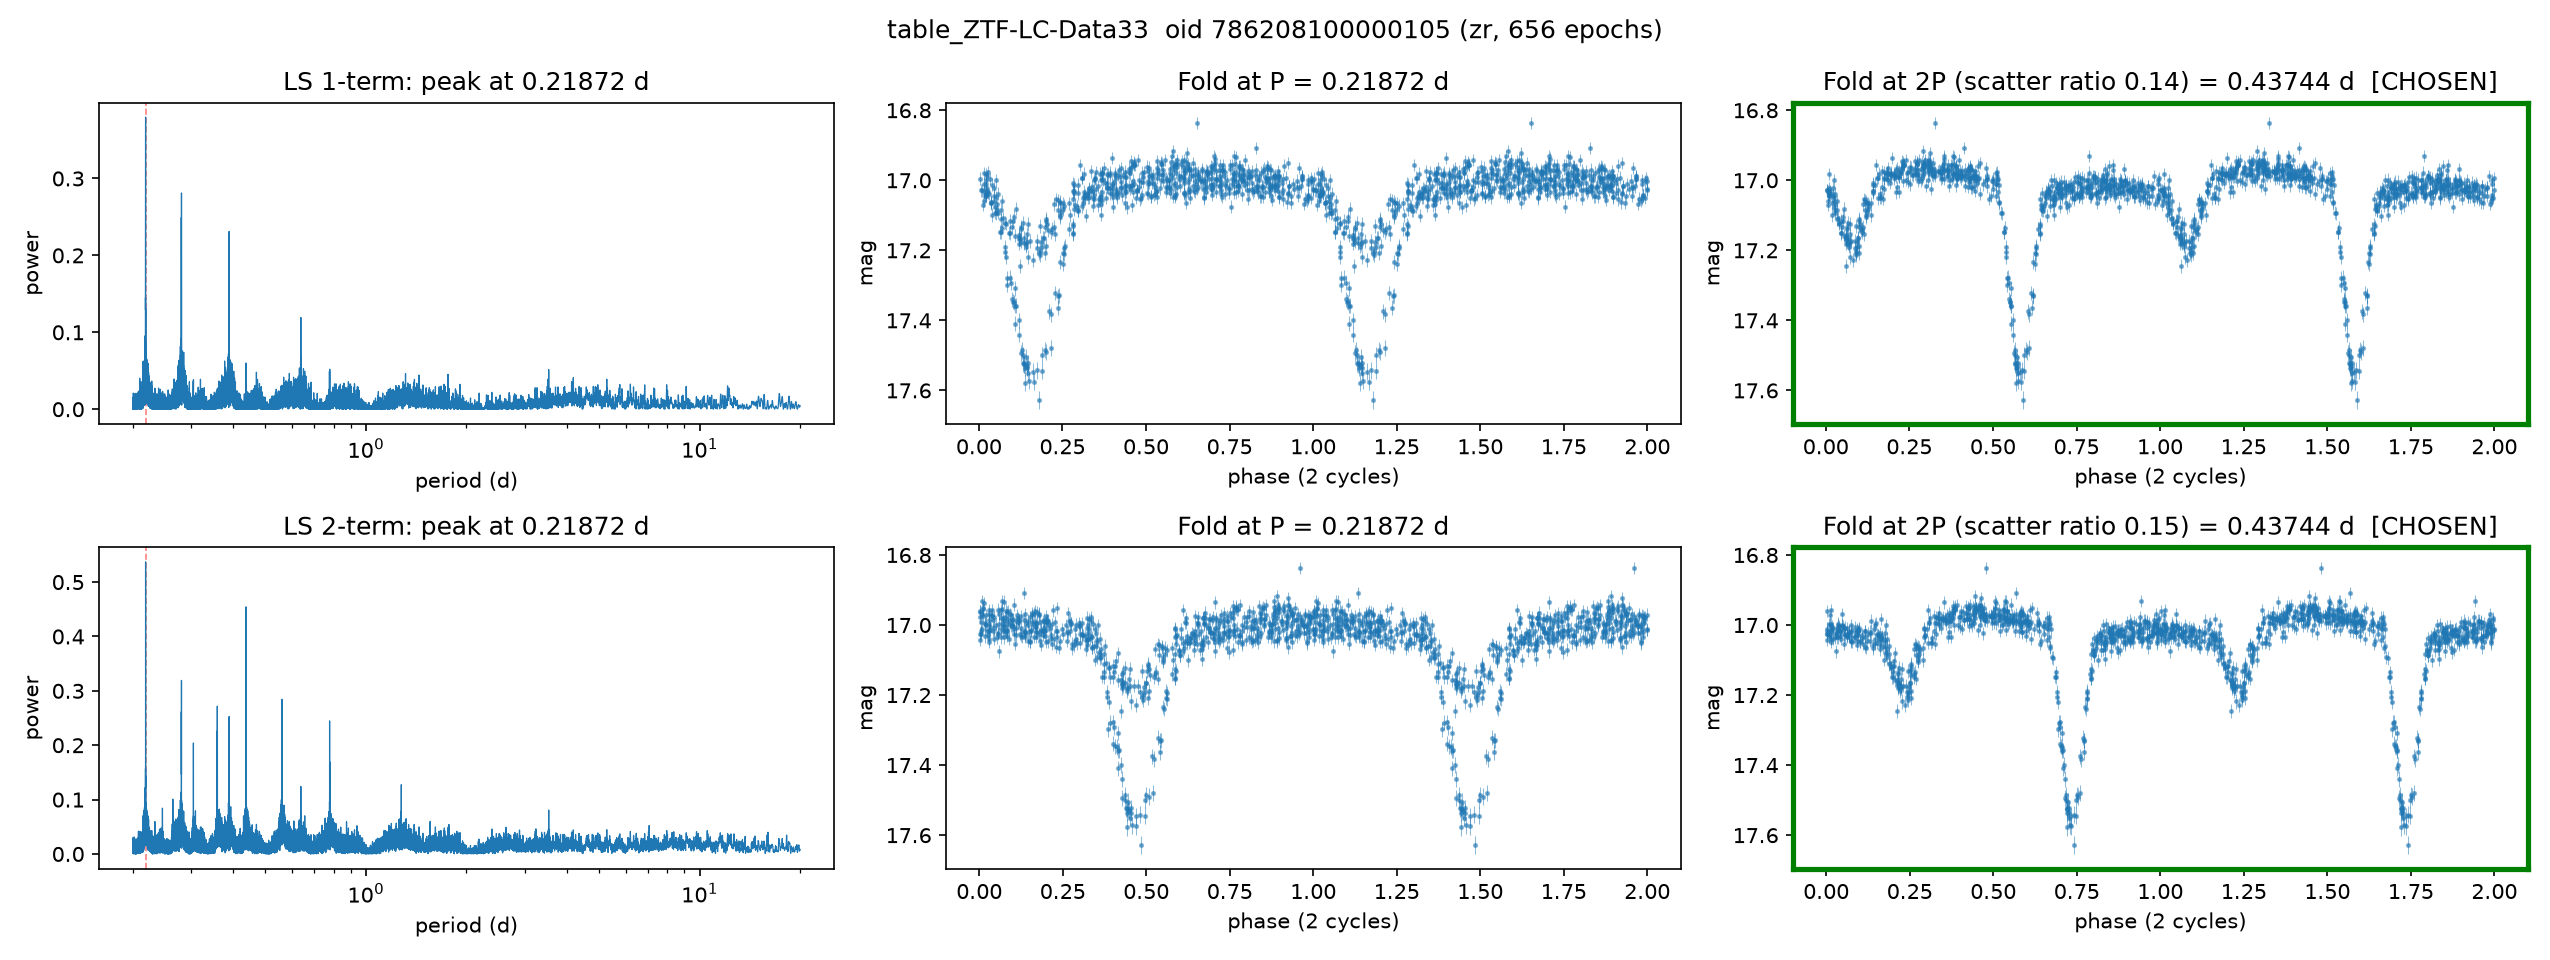 table_ZTF-LC-Data33  oid 786208100000105 (zr, 656 epochs)
LS 1-term: peak at 0.21872 d
power
0.3
0.2
0.1
0.0
10⁰
10¹
period (d)
Fold at P = 0.21872 d
mag
16.8
17.0
17.2
17.4
17.6
0.00 0.25 0.50 0.75 1.00 1.25 1.50 1.75 2.00
phase (2 cycles)
Fold at 2P (scatter ratio 0.14) = 0.43744 d  [CHOSEN]
mag
16.8
17.0
17.2
17.4
17.6
0.00 0.25 0.50 0.75 1.00 1.25 1.50 1.75 2.00
phase (2 cycles)
LS 2-term: peak at 0.21872 d
power
0.5
0.4
0.3
0.2
0.1
0.0
10⁰
10¹
period (d)
Fold at P = 0.21872 d
mag
16.8
17.0
17.2
17.4
17.6
0.00 0.25 0.50 0.75 1.00 1.25 1.50 1.75 2.00
phase (2 cycles)
Fold at 2P (scatter ratio 0.15) = 0.43744 d  [CHOSEN]
mag
16.8
17.0
17.2
17.4
17.6
0.00 0.25 0.50 0.75 1.00 1.25 1.50 1.75 2.00
phase (2 cycles)